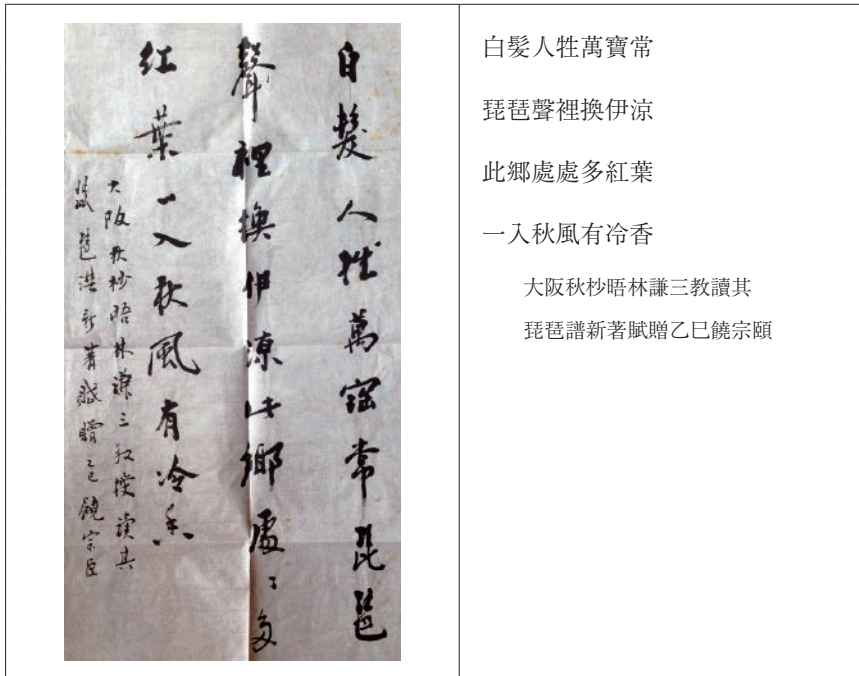 白髮人牲萬寶常琵琶
聲裡換伊涼此鄉處〻多
紅葉一入秋風有冷香
大阪秋杪晤林謙三教授讀其
琵琶譜新著賦贈乙巳饒宗頤
白髮人牲萬寶常
琵琶聲裡換伊涼
此鄉處處多紅葉
一入秋風有冷香
大阪秋杪晤林謙三教讀其
琵琶譜新著賦贈乙巳饒宗頤